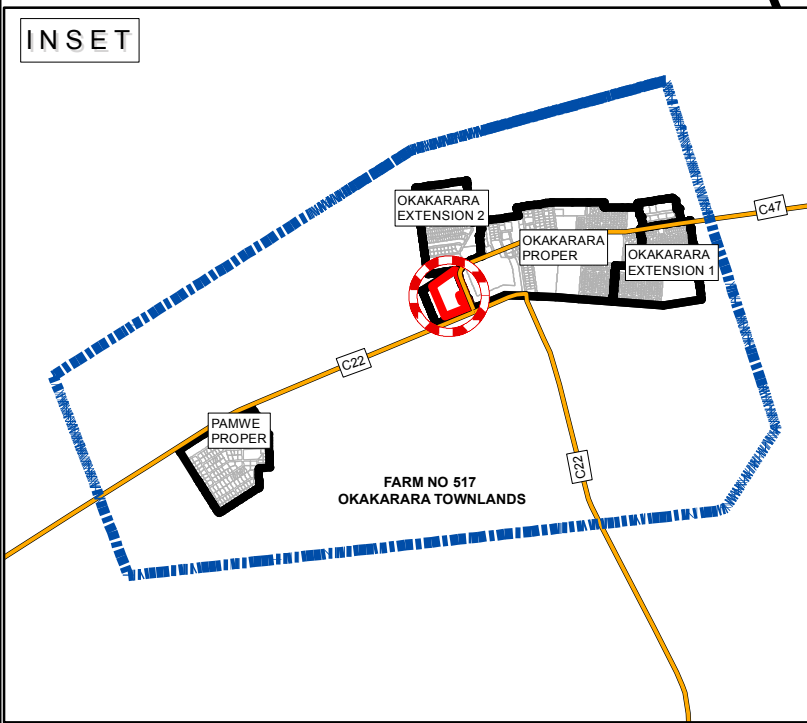 INSET
OKAKARARA
EXTENSION 2
C47
OKAKARARA
PROPER
OKAKARARA
EXTENSION 1
C22
PAMWE
PROPER
C22
FARM NO 517
OKAKARARA TOWNLANDS